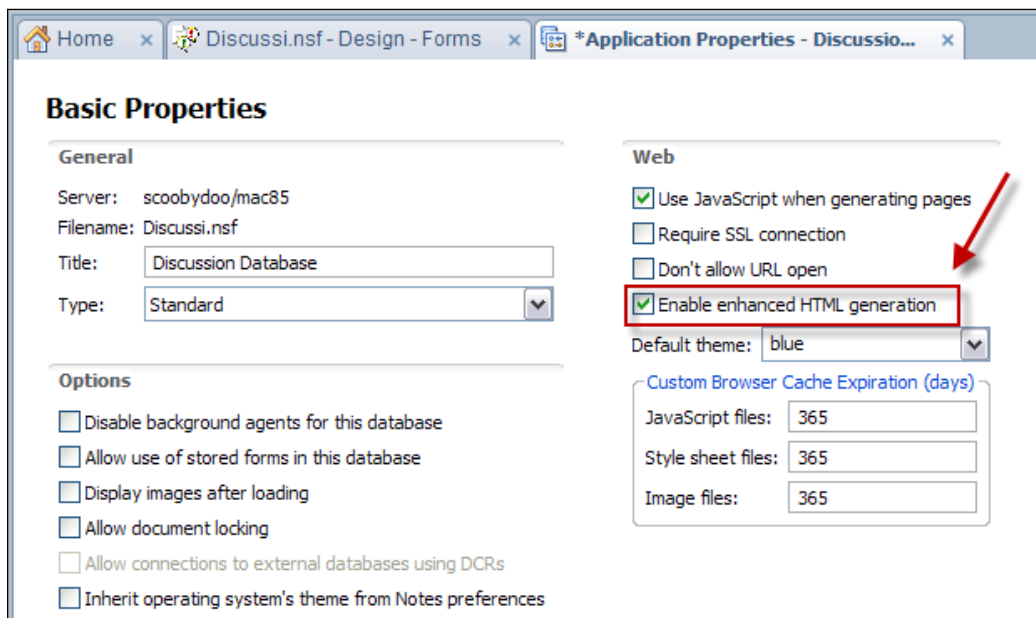 Home
Discussi.nsf - Design - Forms
*Application Properties - Discussio...
Basic Properties
General
Server: scoobydoo/mac85
Filename: Discussi.nsf
Title: Discussion Database
Type: Standard
Options
Disable background agents for this database
Allow use of stored forms in this database
Display images after loading
Allow document locking
Allow connections to external databases using DCRs
Inherit operating system's theme from Notes preferences
Web
Use JavaScript when generating pages
Require SSL connection
Don't allow URL open
Enable enhanced HTML generation
Default theme: blue
Custom Browser Cache Expiration (days)
JavaScript files: 365
Style sheet files: 365
Image files: 365